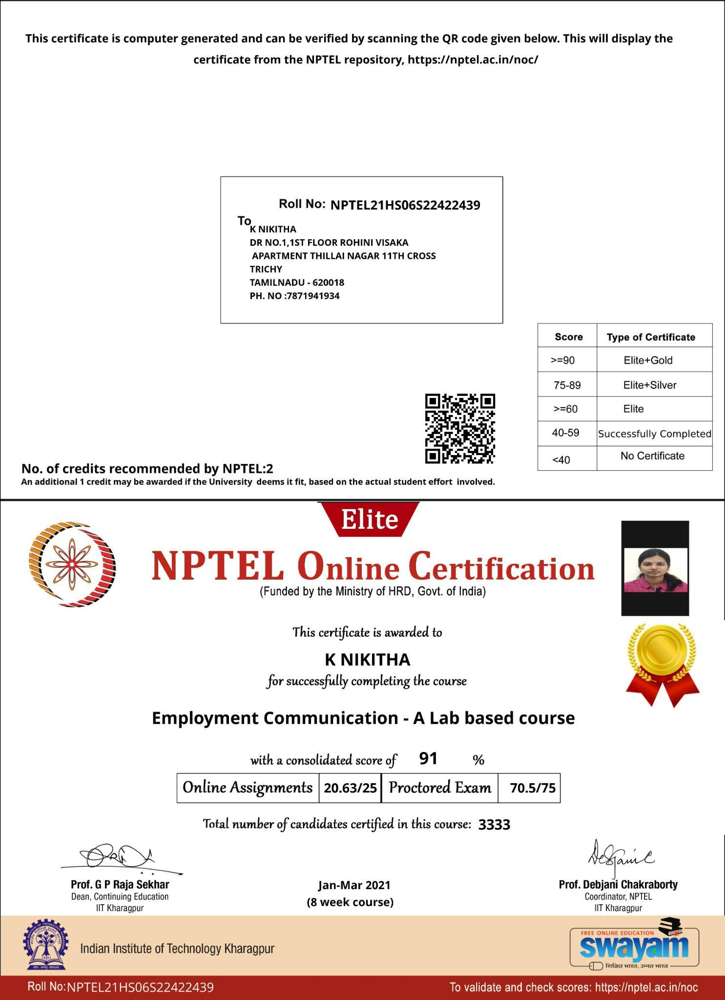 This certificate is computer generated and can be verified by scanning the QR code given below. This will display the
certificate from the NPTEL repository, https://nptel.ac.in/noc/
Roll No: NPTEL21HS06S22422439
To
K NIKITHA
DR NO.1,1ST FLOOR ROHINI VISAKA
APARTMENT THILLAI NAGAR 11TH CROSS
TRICHY
TAMILNADU - 620018
PH. NO :7871941934
Score Type of Certificate
>=90 Elite+Gold
75-89 Elite+Silver
>=60 Elite
40-59 Successfully Completed
<40 No Certificate
No. of credits recommended by NPTEL:2
An additional 1 credit may be awarded if the University deems it fit, based on the actual student effort involved.
Elite
NPTEL Online Certification
(Funded by the Ministry of HRD, Govt. of India)
This certificate is awarded to
K NIKITHA
for successfully completing the course
Employment Communication - A Lab based course
with a consolidated score of 91 %
Online Assignments 20.63/25 Proctored Exam 70.5/75
Total number of candidates certified in this course: 3333
Prof. G P Raja Sekhar
Dean, Continuing Education
IIT Kharagpur
Jan-Mar 2021
(8 week course)
Prof. Debjani Chakraborty
Coordinator, NPTEL
IIT Kharagpur
1951
योगः कर्मसु कौशलम्
Indian Institute of Technology Kharagpur
FREE ONLINE EDUCATION
swayam
शिक्षित भारत, उन्नत भारत
Roll No: NPTEL21HS06S22422439
To validate and check scores: https://nptel.ac.in/noc